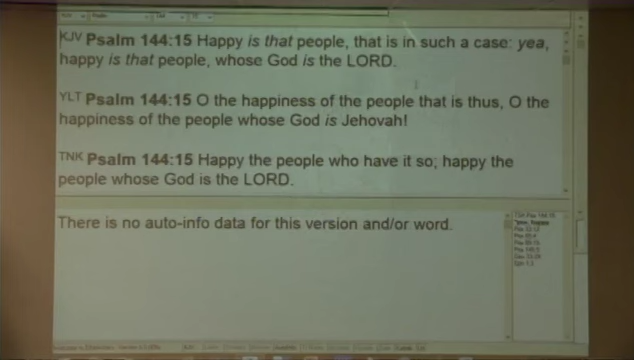 KJV Psalm 144:15 Happy is that people, that is in such a case: yea,
happy is that people, whose God is the LORD.
YLT Psalm 144:15 O the happiness of the people that is thus, O the
happiness of the people whose God is Jehovah!
TNK Psalm 144:15 Happy the people who have it so; happy the
people whose God is the LORD.
There is no auto-info data for this version and/or word.